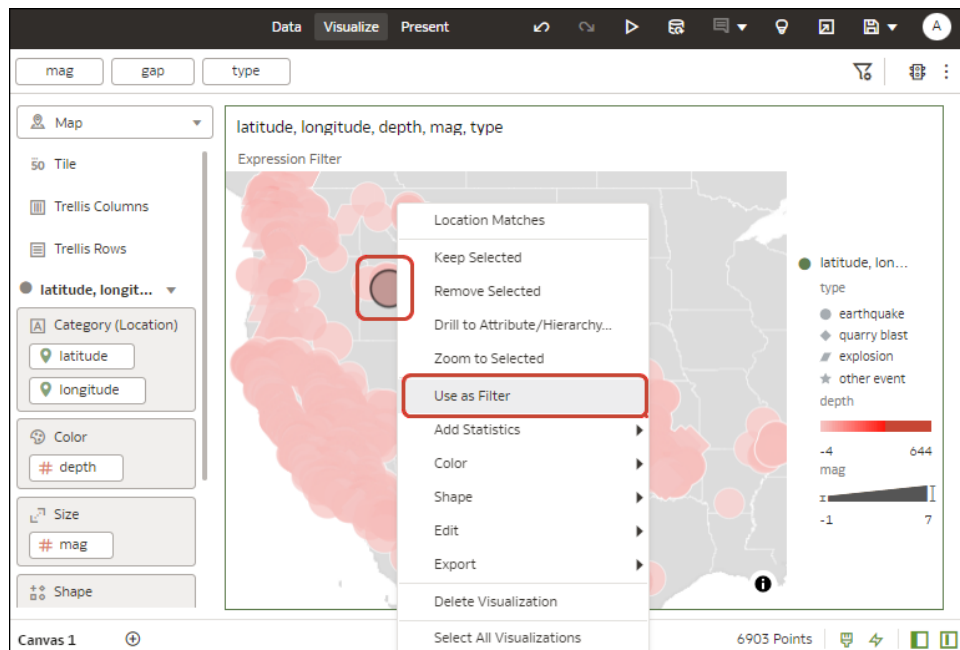 Data Visualize Present A
mag gap type
Map
50 Tile
Trellis Columns
Trellis Rows
latitude, longit...
A Category (Location)
latitude
longitude
Color
# depth
Size
# mag
Shape
latitude, longitude, depth, mag, type
Expression Filter
Location Matches
Keep Selected
Remove Selected
Drill to Attribute/Hierarchy...
Zoom to Selected
Use as Filter
Add Statistics
Color
Shape
Edit
Export
Delete Visualization
Select All Visualizations
latitude, lon...
type
earthquake
quarry blast
explosion
other event
depth
-4 644
mag
-1 7
Canvas 1
6903 Points